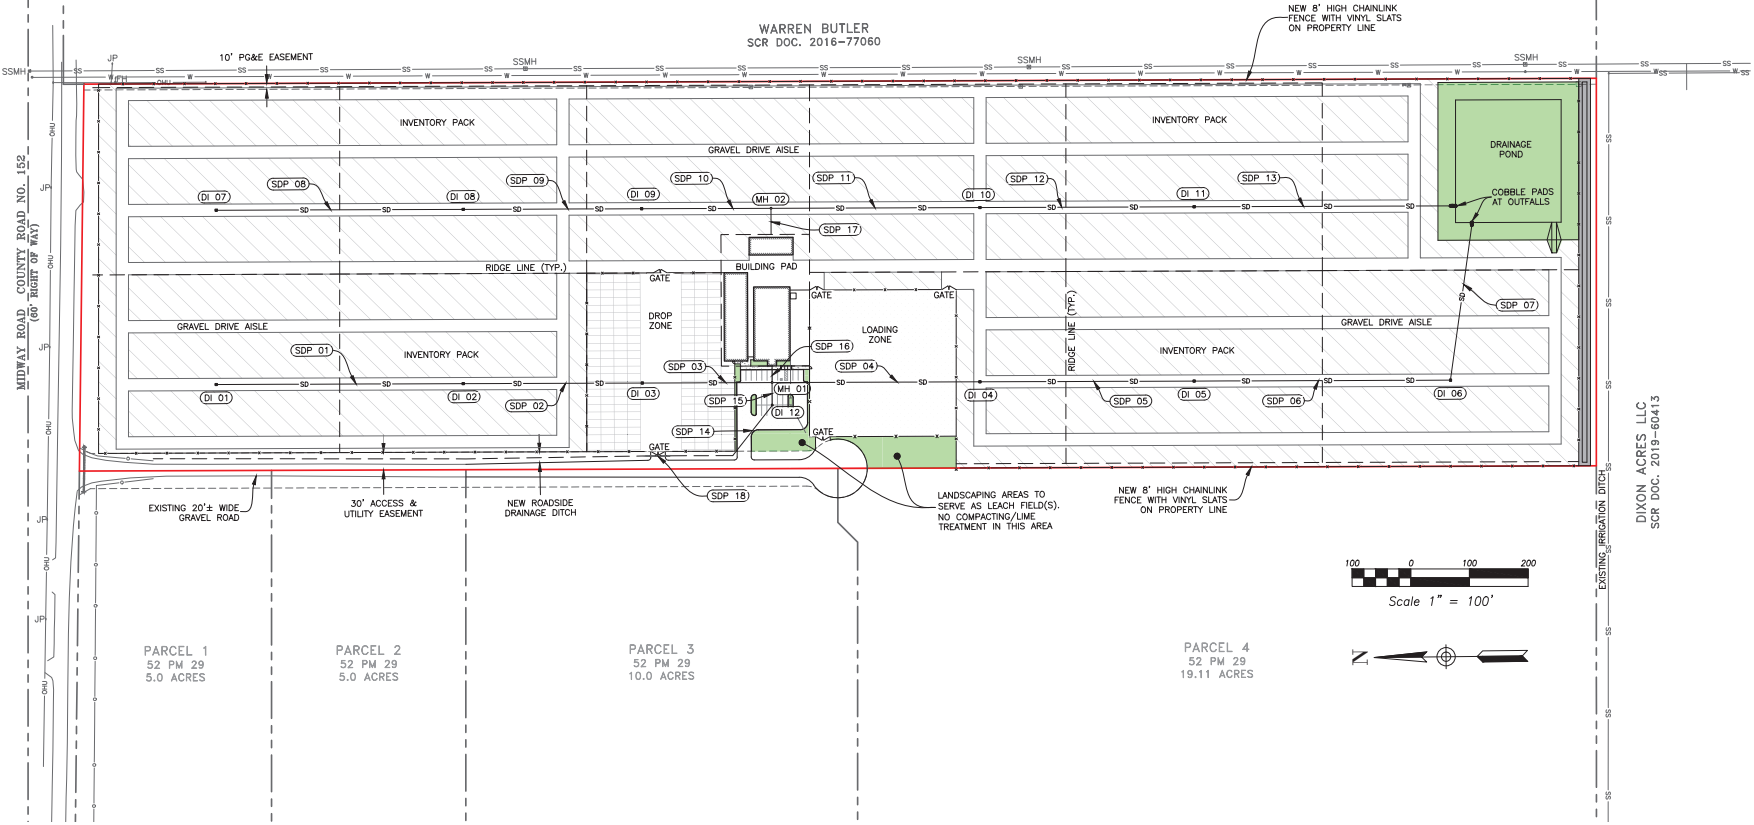 NEW 8' HIGH CHAINLINK
FENCE WITH VINYL SLATS
ON PROPERTY LINE
WARREN BUTLER
SCR DOC. 2016-77060
10' PG&E EASEMENT
JP
SSMH
SSMH
SSMH
SSMH
SS
W
OHU
INVENTORY PACK
INVENTORY PACK
GRAVEL DRIVE AISLE
DRAINAGE
POND
COBBLE PADS
AT OUTFALLS
DI 07
SDP 08
DI 08
SDP 09
DI 09
SDP 10
MH 02
SDP 11
DI 10
SDP 12
DI 11
SDP 13
SD
SDP 17
MIDWAY ROAD COUNTY ROAD NO. 152
(60' RIGHT OF WAY)
JP
RIDGE LINE (TYP.)
GATE
BUILDING PAD
GATE
GATE
RIDGE LINE (TYP.)
SDP 07
GRAVEL DRIVE AISLE
DROP
ZONE
LOADING
ZONE
GRAVEL DRIVE AISLE
JP
SDP 01
INVENTORY PACK
SDP 16
INVENTORY PACK
SDP 03
SDP 04
DI 01
DI 02
SDP 02
DI 03
SDP 15
MH 01
DI 12
DI 04
SDP 05
DI 05
SDP 06
DI 06
SDP 14
GATE
GATE
SDP 18
EXISTING 20'± WIDE
GRAVEL ROAD
30' ACCESS &
UTILITY EASEMENT
NEW ROADSIDE
DRAINAGE DITCH
LANDSCAPING AREAS TO
SERVE AS LEACH FIELD(S).
NO COMPACTING/LIME
TREATMENT IN THIS AREA
NEW 8' HIGH CHAINLINK
FENCE WITH VINYL SLATS
ON PROPERTY LINE
EXISTING IRRIGATION DITCH
DIXON ACRES LLC
SCR DOC. 2019-60413
JP
JP
100 0 100 200
Scale 1" = 100'
N
PARCEL 1
52 PM 29
5.0 ACRES
PARCEL 2
52 PM 29
5.0 ACRES
PARCEL 3
52 PM 29
10.0 ACRES
PARCEL 4
52 PM 29
19.11 ACRES